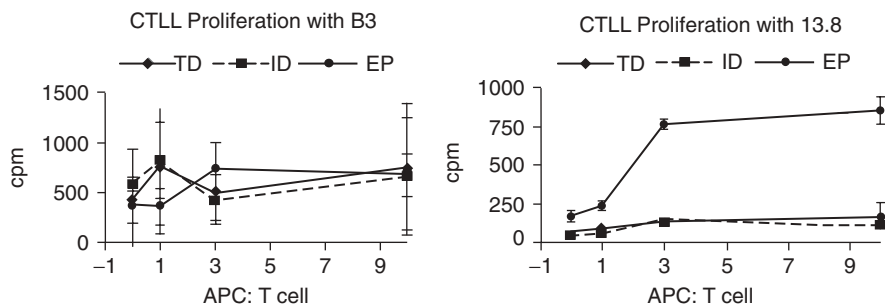 CTLL Proliferation with B3
TD ID EP
1500
1000
500
0
cpm
−1 1 3 5 7 9
APC: T cell
CTLL Proliferation with 13.8
TD ID EP
1000
750
500
250
0
cpm
−1 1 3 5 7 9
APC: T cell